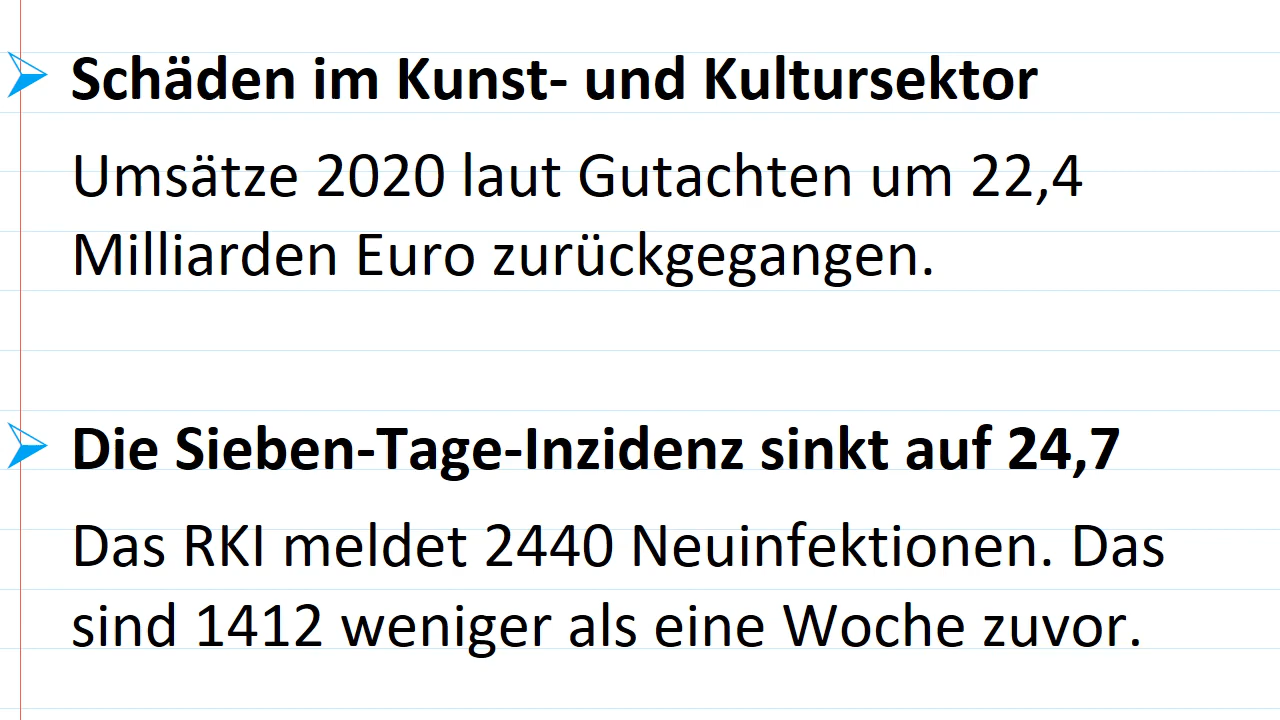 Schäden im Kunst- und Kultursektor
Umsätze 2020 laut Gutachten um 22,4
Milliarden Euro zurückgegangen.
Die Sieben-Tage-Inzidenz sinkt auf 24,7
Das RKI meldet 2440 Neuinfektionen. Das
sind 1412 weniger als eine Woche zuvor.